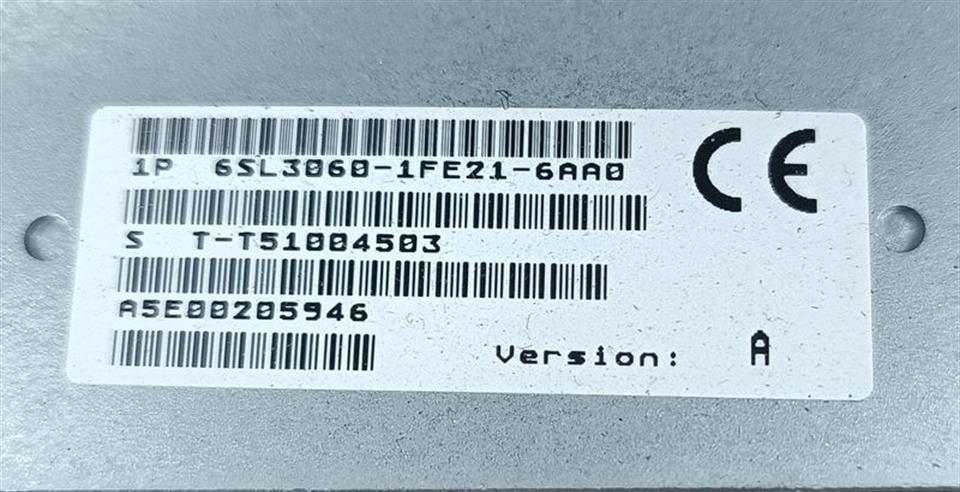 1P 6SL3060-1FE21-6AA0
CE
S T-T51004503
A5E00205946
Version: A